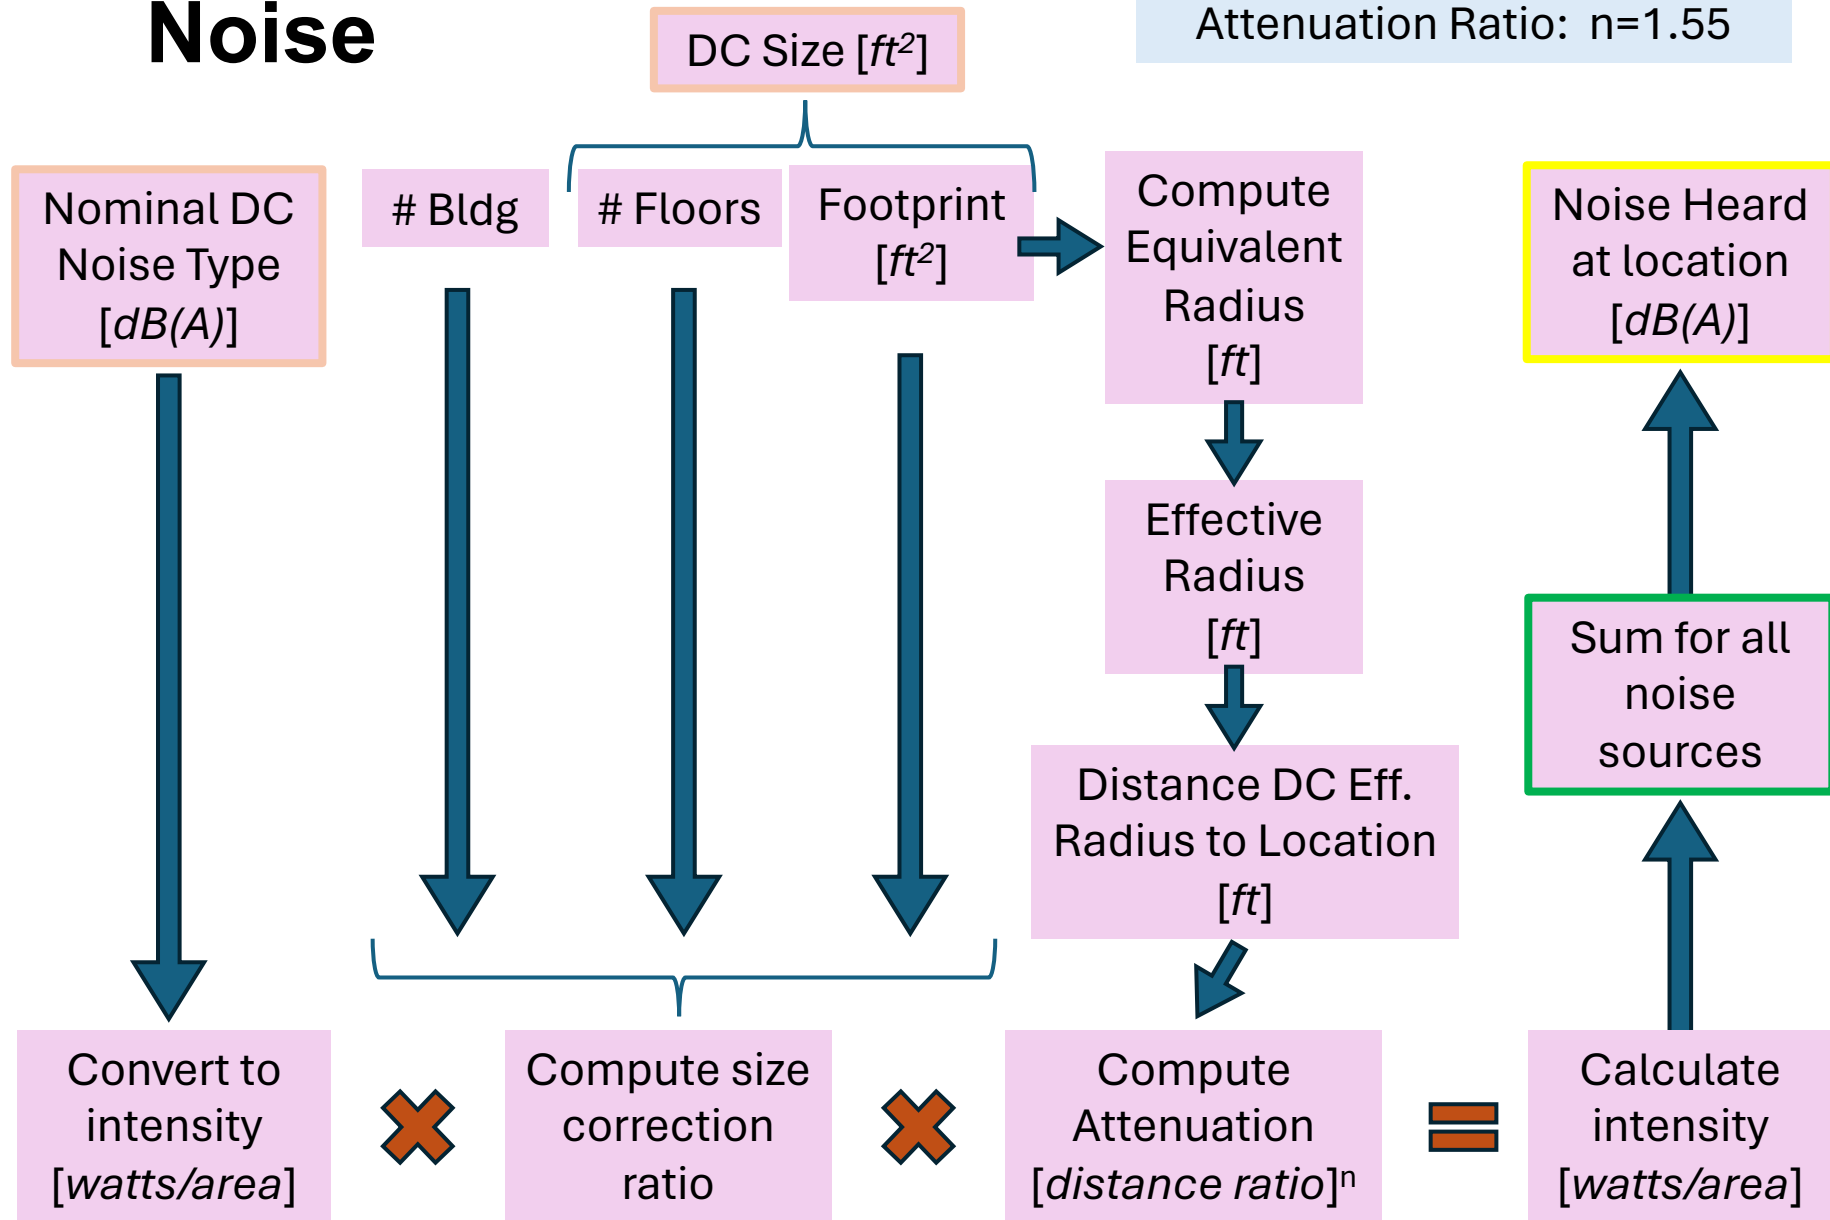 Noise
DC Size [ft²]
Attenuation Ratio:  n=1.55
Nominal DC
Noise Type
[dB(A)]
# Bldg
# Floors
Footprint
[ft²]
Compute
Equivalent
Radius
[ft]
Noise Heard
at location
[dB(A)]
Effective
Radius
[ft]
Sum for all
noise
sources
Distance DC Eff.
Radius to Location
[ft]
Convert to
intensity
[watts/area]
Compute size
correction
ratio
Compute
Attenuation
[distance ratio]ⁿ
Calculate
intensity
[watts/area]